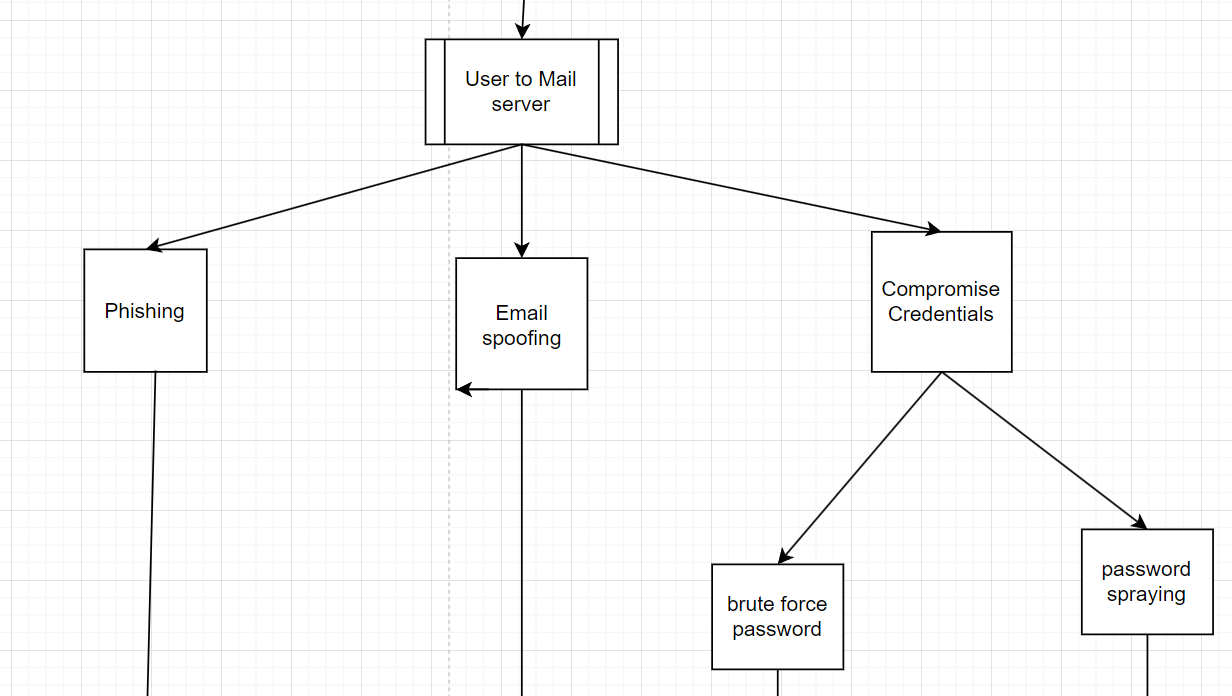 User to Mail
server
Phishing
Email
spoofing
Compromise
Credentials
brute force
password
password
spraying